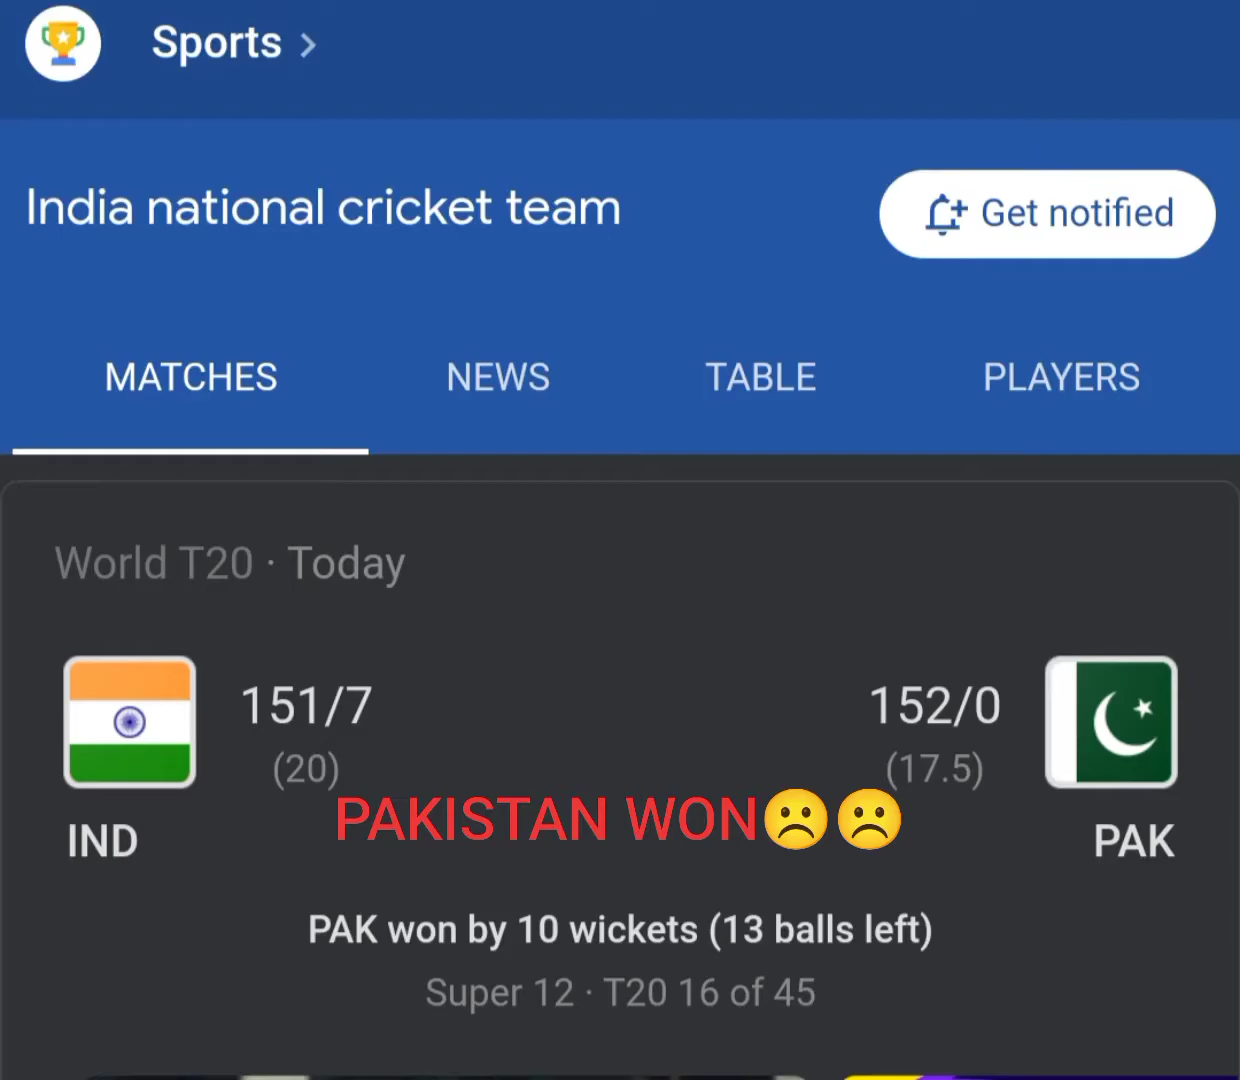 Sports
India national cricket team
Get notified
MATCHES NEWS TABLE PLAYERS
World T20 · Today
151/7 152/0
(20) (17.5)
PAKISTAN WON☹️☹️
IND PAK
PAK won by 10 wickets (13 balls left)
Super 12 · T20 16 of 45